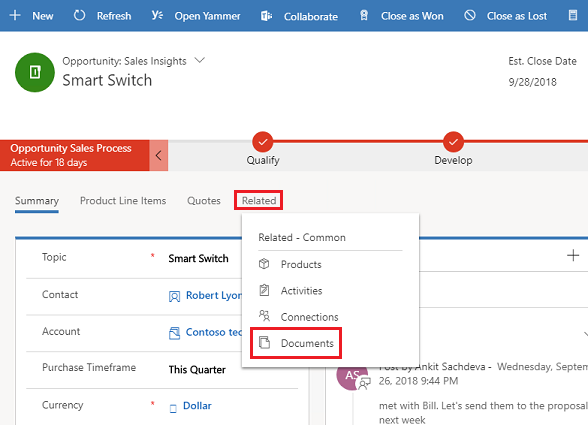 New Refresh Open Yammer Collaborate Close as Won Close as Lost
Opportunity: Sales Insights
Smart Switch
Est. Close Date
9/28/2018
Opportunity Sales Process
Active for 18 days
Qualify
Develop
Summary Product Line Items Quotes Related
Related - Common
Products
Activities
Connections
Documents
Topic * Smart Switch
Contact Robert Lyon
Account Contoso tec
Purchase Timeframe This Quarter
Currency * Dollar
AS
Post by Ankit Sachdeva - Wednesday, Septem
26, 2018 9:44 PM
met with Bill. Let's send them to the proposal
next week